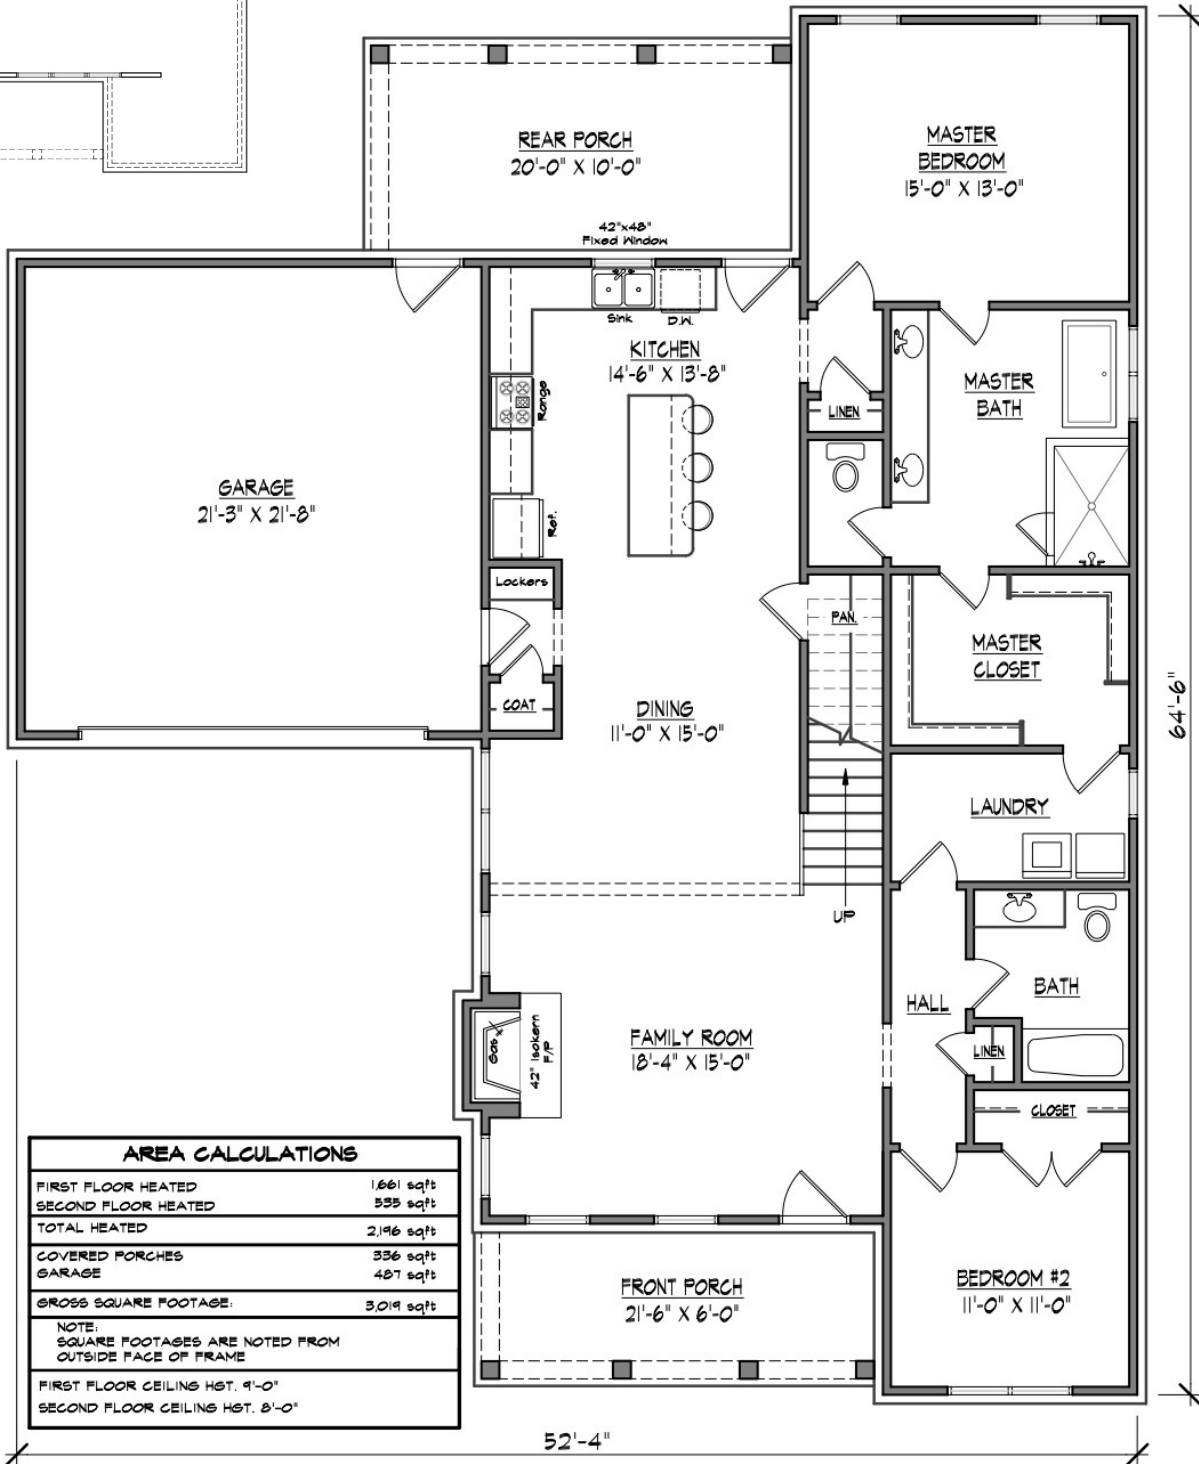 REAR PORCH
20'-0" X 10'-0"
MASTER
BEDROOM
15'-0" X 13'-0"
42"x48"
Fixed Window
Sink
D.W.
KITCHEN
14'-6" X 13'-8"
Range
Ref.
LINEN
MASTER
BATH
GARAGE
21'-3" X 21'-8"
Lockers
COAT
PAN.
MASTER
CLOSET
DINING
11'-0" X 15'-0"
64'-6"
LAUNDRY
UP
HALL
BATH
LINEN
CLOSET
FAMILY ROOM
18'-4" X 15'-0"
Gas
42" Isokern
F/P
BEDROOM #2
11'-0" X 11'-0"
FRONT PORCH
21'-6" X 6'-0"
AREA CALCULATIONS
FIRST FLOOR HEATED 1,661 sqft
SECOND FLOOR HEATED 535 sqft
TOTAL HEATED 2,196 sqft
COVERED PORCHES 336 sqft
GARAGE 487 sqft
GROSS SQUARE FOOTAGE: 3,019 sqft
NOTE:
SQUARE FOOTAGES ARE NOTED FROM
OUTSIDE FACE OF FRAME
FIRST FLOOR CEILING HGT. 9'-0"
SECOND FLOOR CEILING HGT. 8'-0"
52'-4"